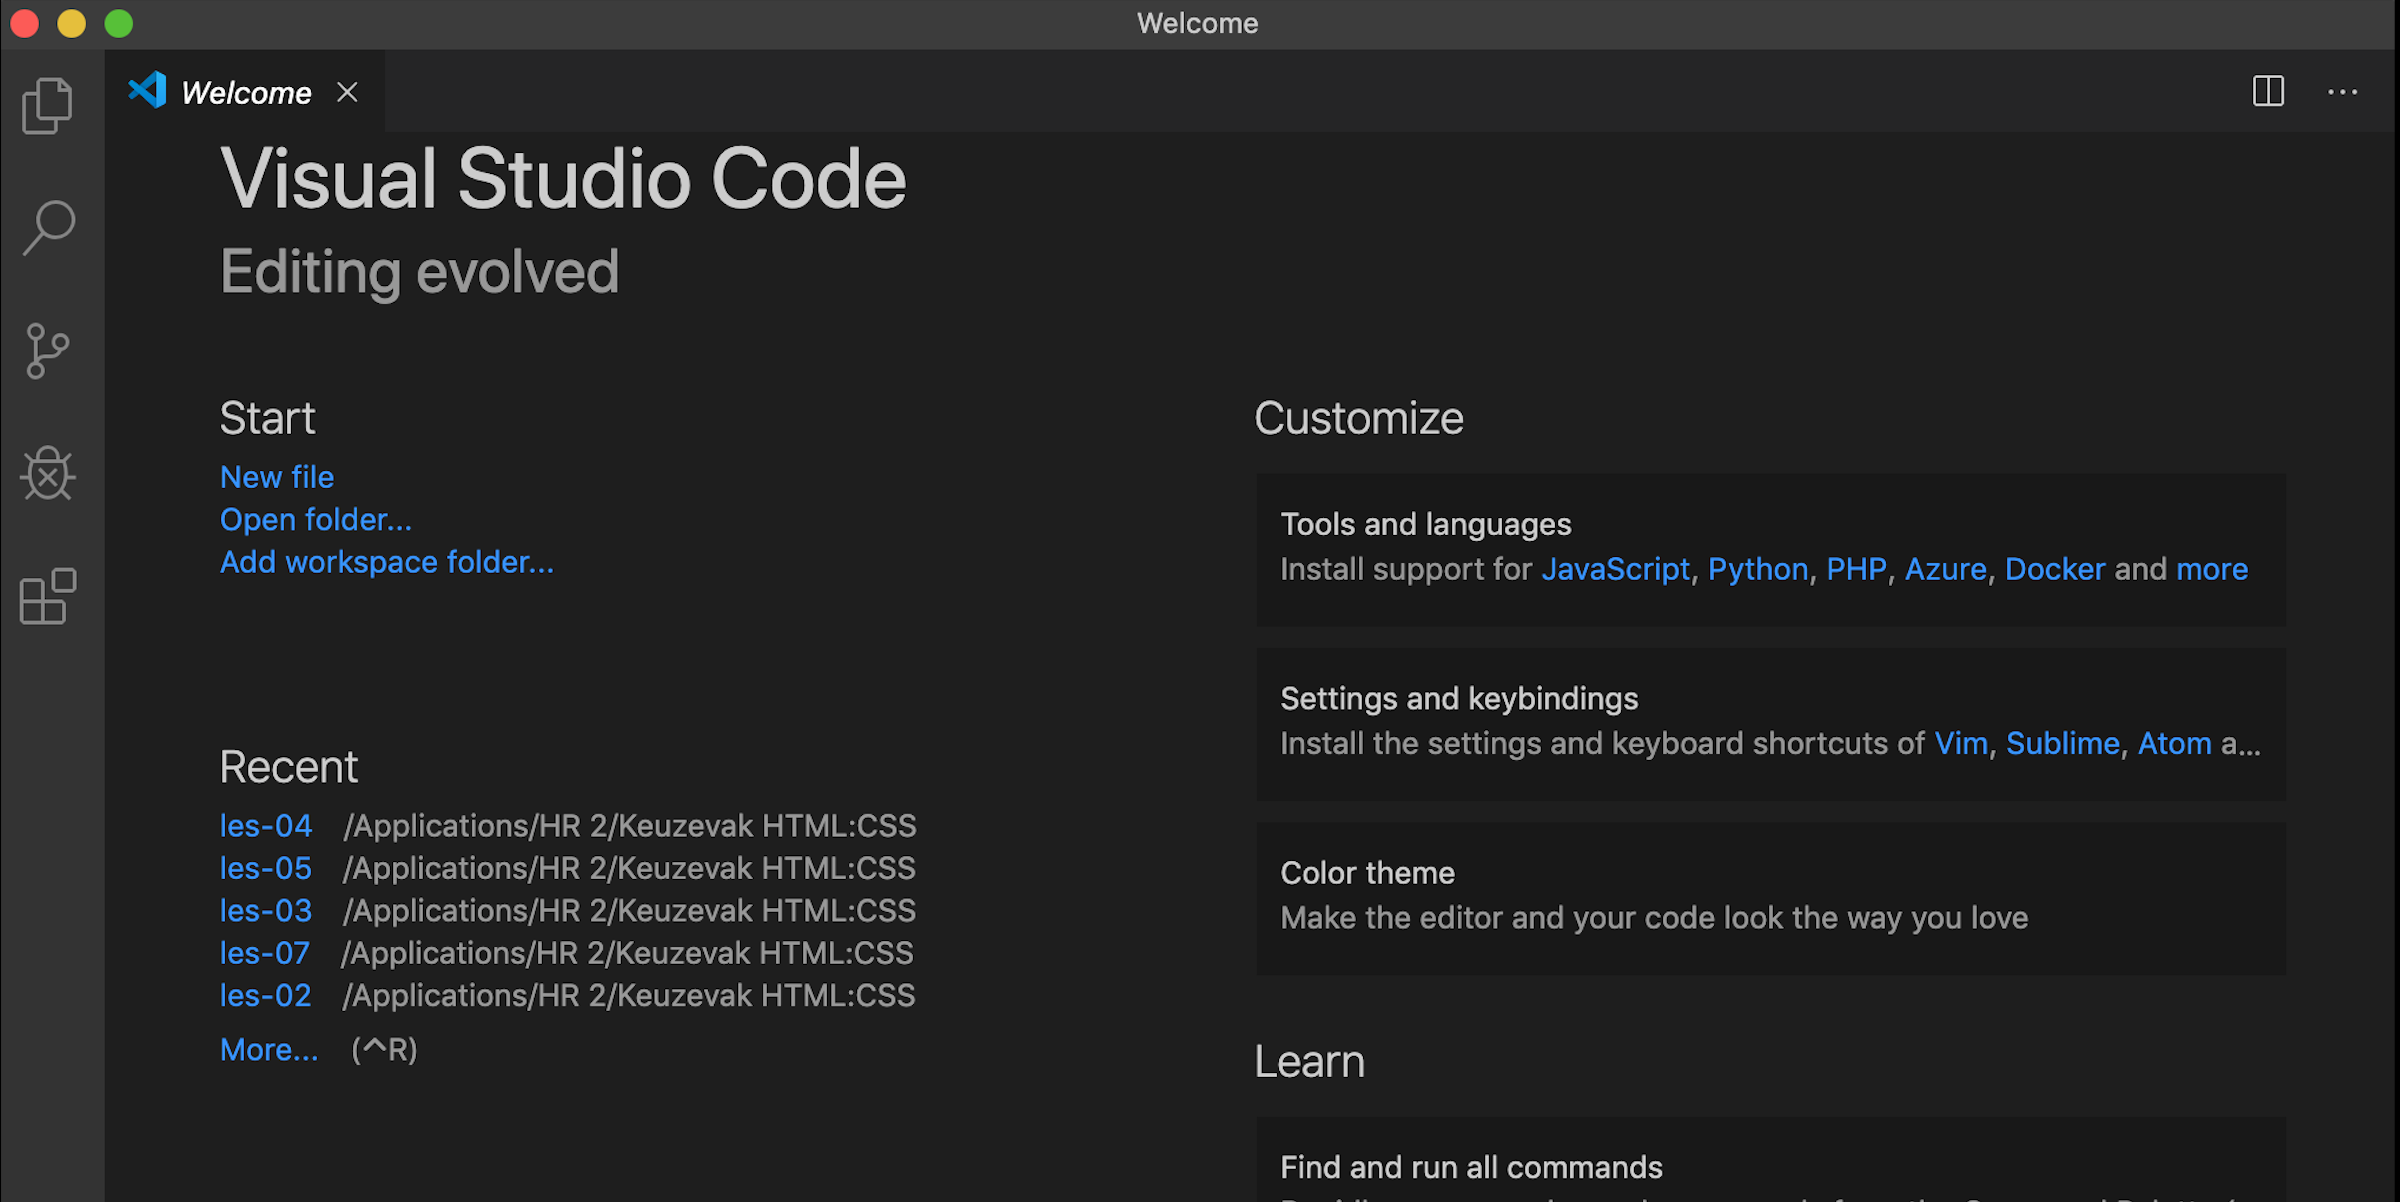 Welcome
Welcome
Visual Studio Code
Editing evolved
Start
New file
Open folder...
Add workspace folder...
Recent
les-04 /Applications/HR 2/Keuzevak HTML:CSS
les-05 /Applications/HR 2/Keuzevak HTML:CSS
les-03 /Applications/HR 2/Keuzevak HTML:CSS
les-07 /Applications/HR 2/Keuzevak HTML:CSS
les-02 /Applications/HR 2/Keuzevak HTML:CSS
More... (^R)
Customize
Tools and languages
Install support for JavaScript, Python, PHP, Azure, Docker and more
Settings and keybindings
Install the settings and keyboard shortcuts of Vim, Sublime, Atom a...
Color theme
Make the editor and your code look the way you love
Learn
Find and run all commands